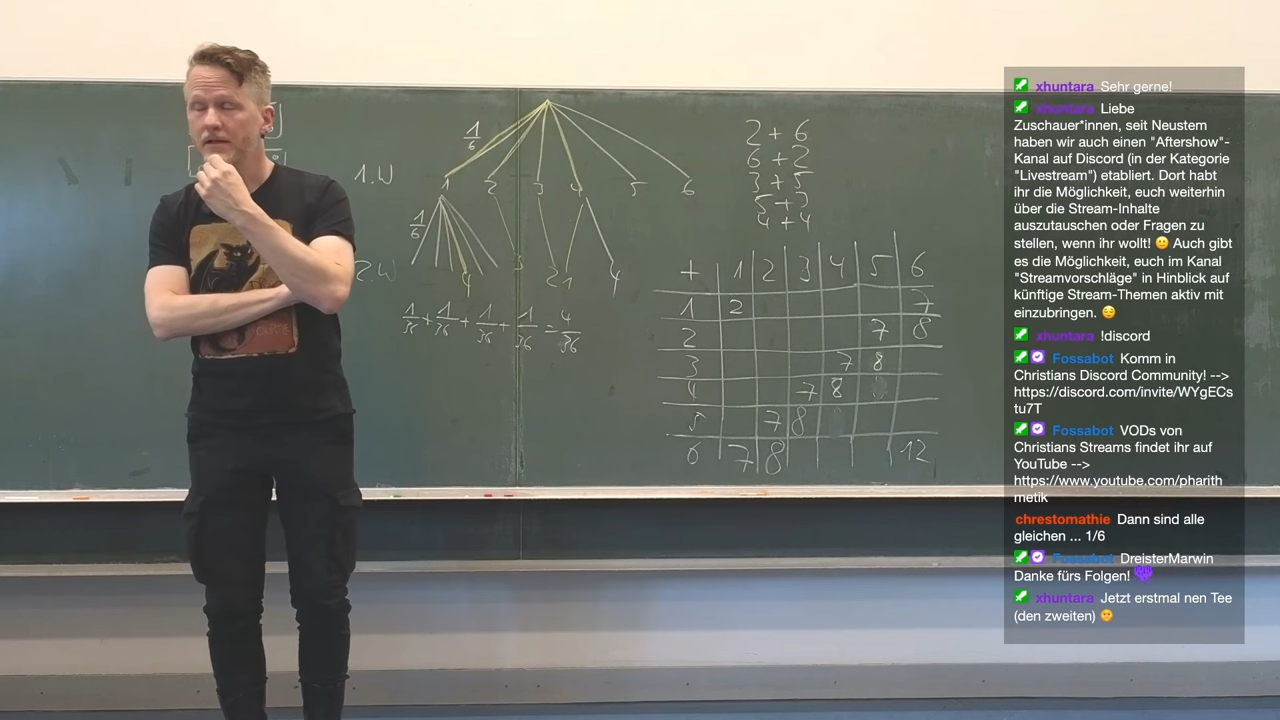 1/6
1.W
1 2 3 4 5 6
1/6
2.W
4 3 2 1 4
1/36 + 1/36 + 1/36 + 1/36 = 4/36
2 + 6
6 + 2
3 + 5
5 + 3
4 + 4
+ 1 2 3 4 5 6
1 2 7
2 7 8
3 7 8
4 7 8
5 7 8
6 7 8 12
xhuntara Sehr gerne!
xhuntara Liebe
Zuschauer*innen, seit Neustem
haben wir auch einen "Aftershow"-
Kanal auf Discord (in der Kategorie
"Livestream") etabliert. Dort habt
ihr die Möglichkeit, euch weiterhin
über die Stream-Inhalte
auszutauschen oder Fragen zu
stellen, wenn ihr wollt! 🙂 Auch gibt
es die Möglichkeit, euch im Kanal
"Streamvorschläge" in Hinblick auf
künftige Stream-Themen aktiv mit
einzubringen. 😌
xhuntara !discord
Fossabot Komm in
Christians Discord Community! -->
https://discord.com/invite/WYgECs
tu7T
Fossabot VODs von
Christians Streams findet ihr auf
YouTube -->
https://www.youtube.com/pharith
metik
chrestomathie Dann sind alle
gleichen ... 1/6
Fossabot DreisterMarwin
Danke fürs Folgen! 💜
xhuntara Jetzt erstmal nen Tee
(den zweiten) 🙂